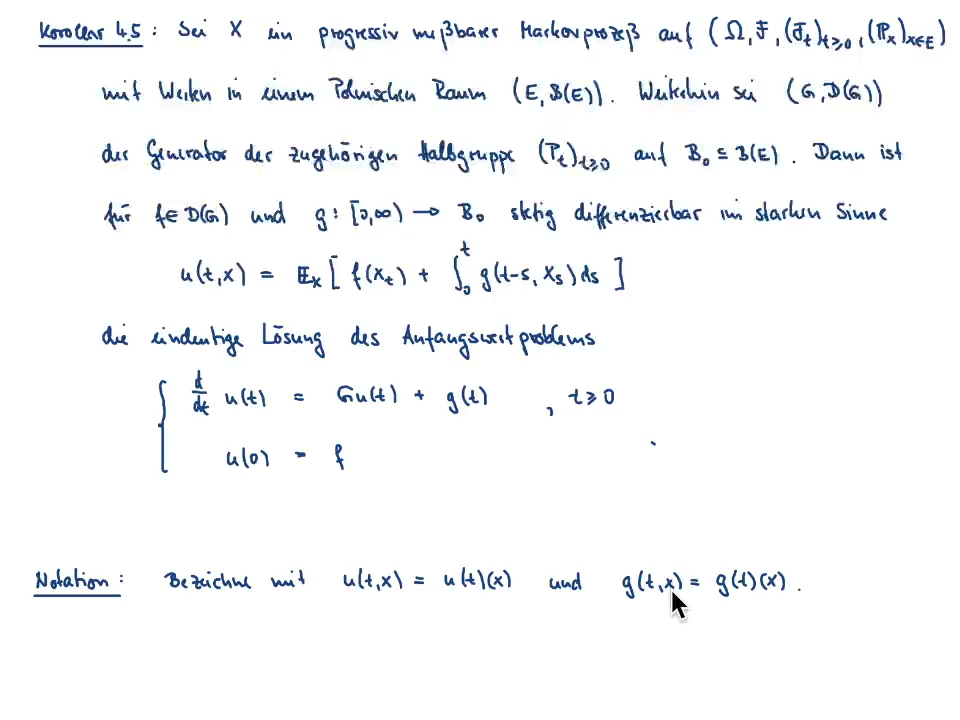 Korollar 4.5 : Sei X ein progressiv meßbarer Markovprozeß auf (Ω, F, (F_t)_{t≥0}, (P_x)_{x∈E})
mit Werten in einem Polnischen Raum (E, B(E)). Weiterhin sei (G, D(G))
der Generator der zugehörigen Halbgruppe (P_t)_{t≥0} auf B_0 ⊆ B(E). Dann ist
für f ∈ D(G) und g : [0,∞) → B_0 stetig differenzierbar im starken Sinne
u(t,x) = E_x [ f(X_t) + ∫_0^t g(t-s, X_s) ds ]
die eindeutige Lösung des Anfangswertproblems
d/dt u(t) = Gu(t) + g(t) , t ≥ 0
u(0) = f
Notation : Bezeichne mit u(t,x) = u(t)(x) und g(t,x) = g(t)(x) .